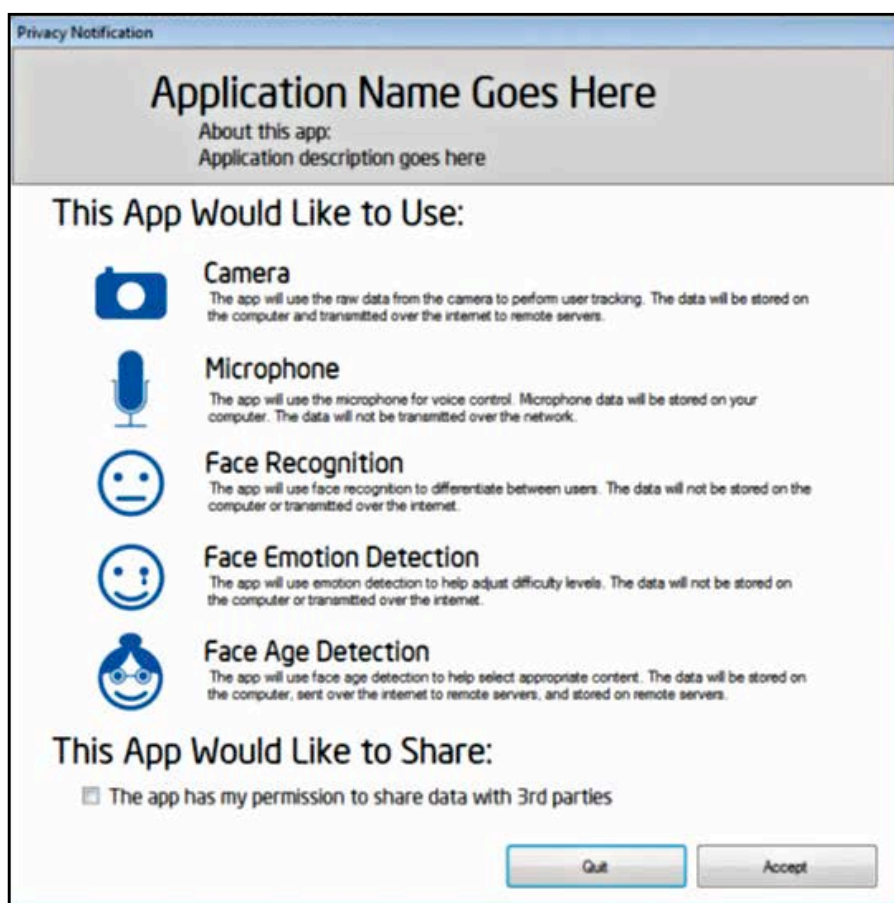 Privacy Notification
Application Name Goes Here
About this app:
Application description goes here
This App Would Like to Use:
Camera
The app will use the raw data from the camera to perform user tracking. The data will be stored on
the computer and transmitted over the internet to remote servers.
Microphone
The app will use the microphone for voice control. Microphone data will be stored on your
computer. The data will not be transmitted over the network.
Face Recognition
The app will use face recognition to differentiate between users. The data will not be stored on the
computer or transmitted over the internet.
Face Emotion Detection
The app will use emotion detection to help adjust difficulty levels. The data will not be stored on
the computer or transmitted over the internet.
Face Age Detection
The app will use face age detection to help select appropriate content. The data will be stored on
the computer, sent over the internet to remote servers, and stored on remote servers.
This App Would Like to Share:
The app has my permission to share data with 3rd parties
Quit Accept